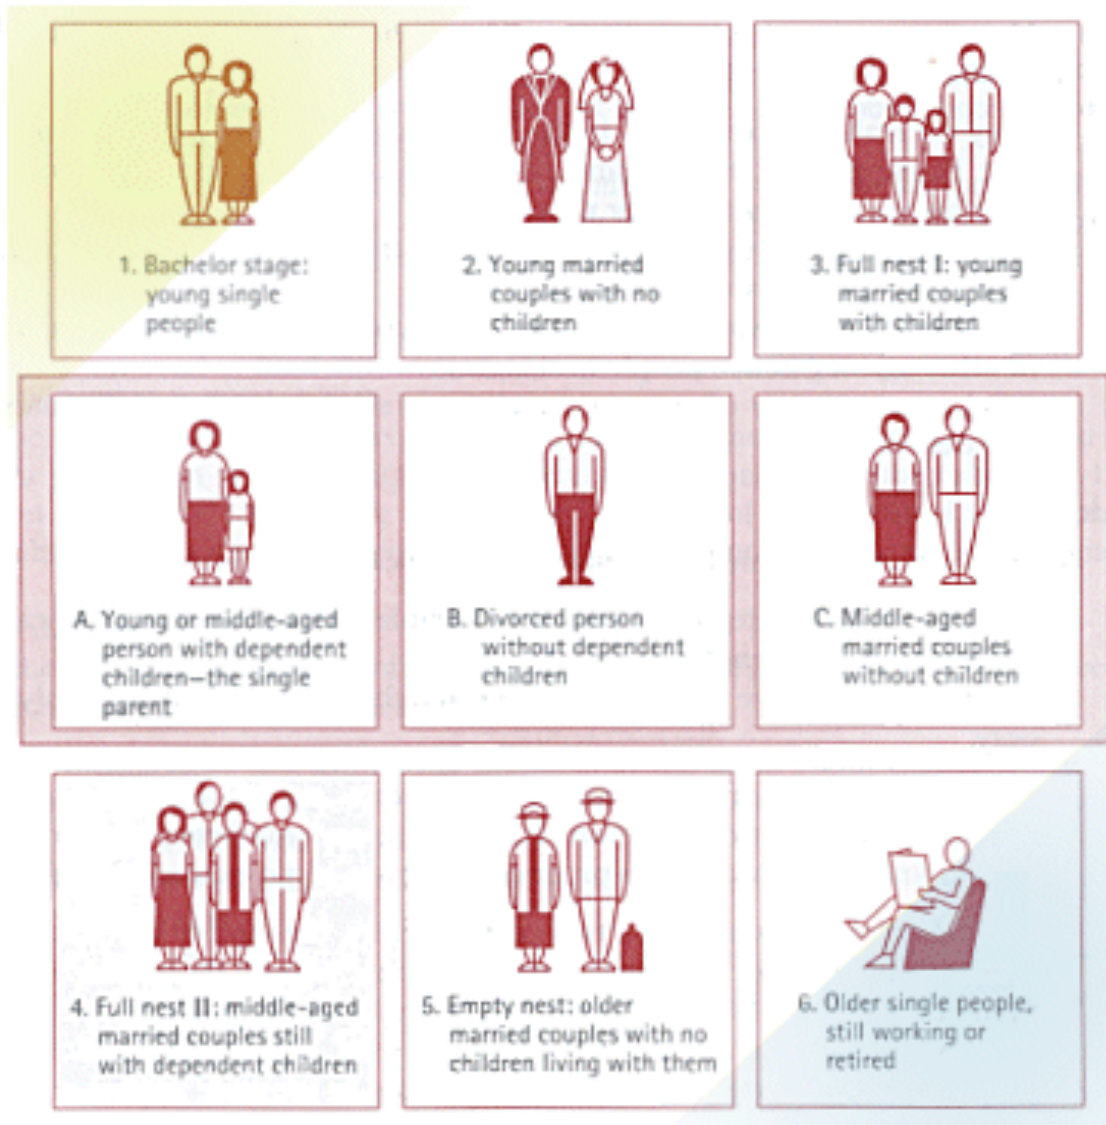 1. Bachelor stage:
young single
people
2. Young married
couples with no
children
3. Full nest I: young
married couples
with children
A. Young or middle-aged
person with dependent
children—the single
parent
B. Divorced person
without dependent
children
C. Middle-aged
married couples
without children
4. Full nest II: middle-aged
married couples still
with dependent children
5. Empty nest: older
married couples with no
children living with them
6. Older single people,
still working or
retired